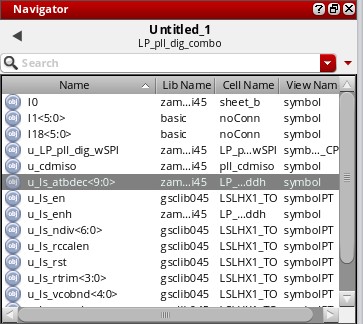 Navigator
Untitled_1
LP_pll_dig_combo
Search
Name Lib Name Cell Name View Nam
I0 zam...i45 sheet_b symbol
I1<5:0> basic noConn symbol
I18<5:0> basic noConn symbol
u_LP_pll_dig_wSPI zam...i45 LP_p...wSPI symb..._CP
u_cdmiso zam...i45 pll_cdmiso symbol
u_ls_atbdec<9:0> zam...i45 LP_...ddh symbol
u_ls_en gsclib045 LSLHX1_TO symbolPT
u_ls_enh zam...i45 LP_...ddh symbol
u_ls_ndiv<6:0> gsclib045 LSLHX1_TO symbolPT
u_ls_rccalen gsclib045 LSLHX1_TO symbolPT
u_ls_rst gsclib045 LSLHX1_TO symbolPT
u_ls_rtrim<3:0> gsclib045 LSLHX1_TO symbolPT
u_ls_vcobnd<4:0> gsclib045 LSLHX1_TO symbolPT